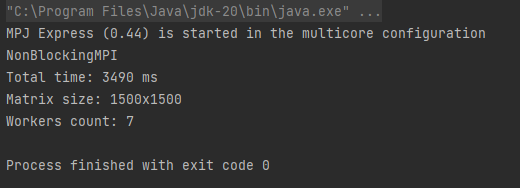 "C:\Program Files\Java\jdk-20\bin\java.exe" ...
MPJ Express (0.44) is started in the multicore configuration
NonBlockingMPI
Total time: 3490 ms
Matrix size: 1500x1500
Workers count: 7
Process finished with exit code 0